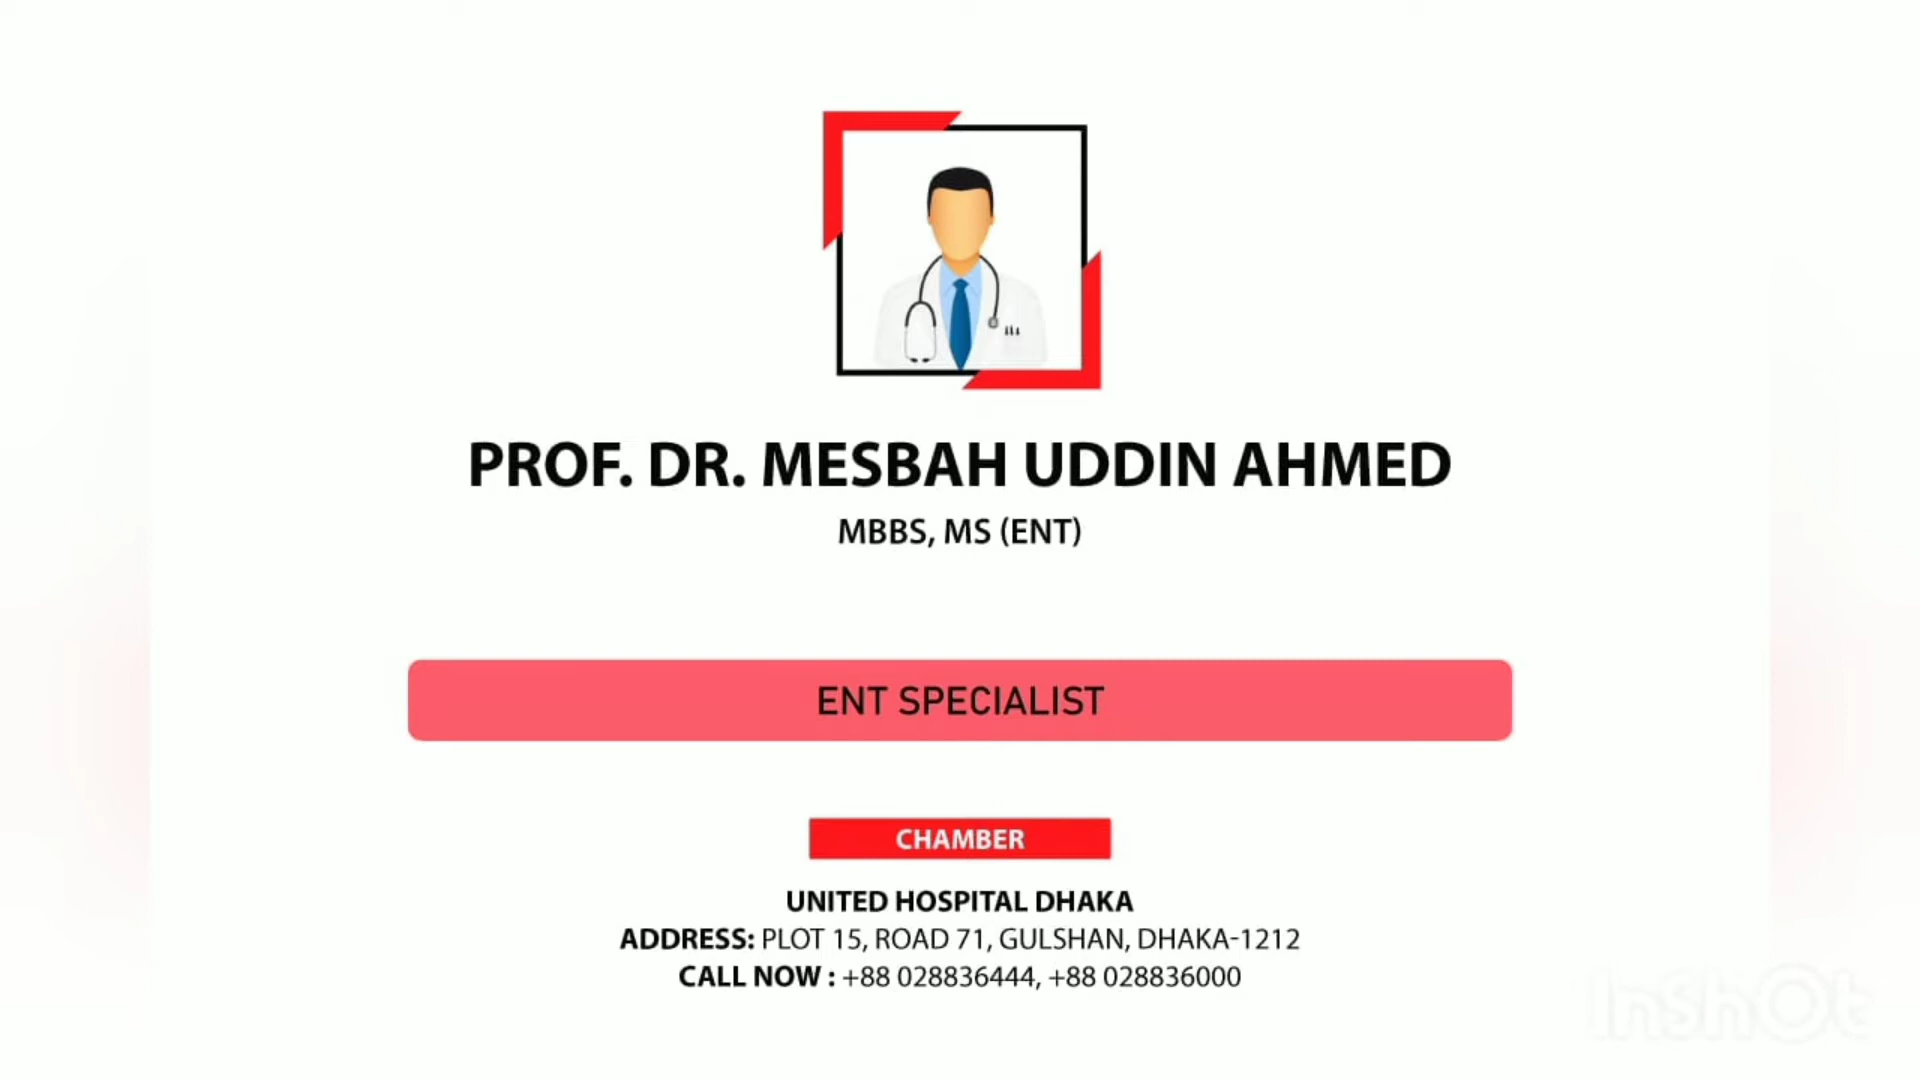 PROF. DR. MESBAH UDDIN AHMED
MBBS, MS (ENT)
ENT SPECIALIST
CHAMBER
UNITED HOSPITAL DHAKA
ADDRESS: PLOT 15, ROAD 71, GULSHAN, DHAKA-1212
CALL NOW : +88 028836444, +88 028836000
InShOt